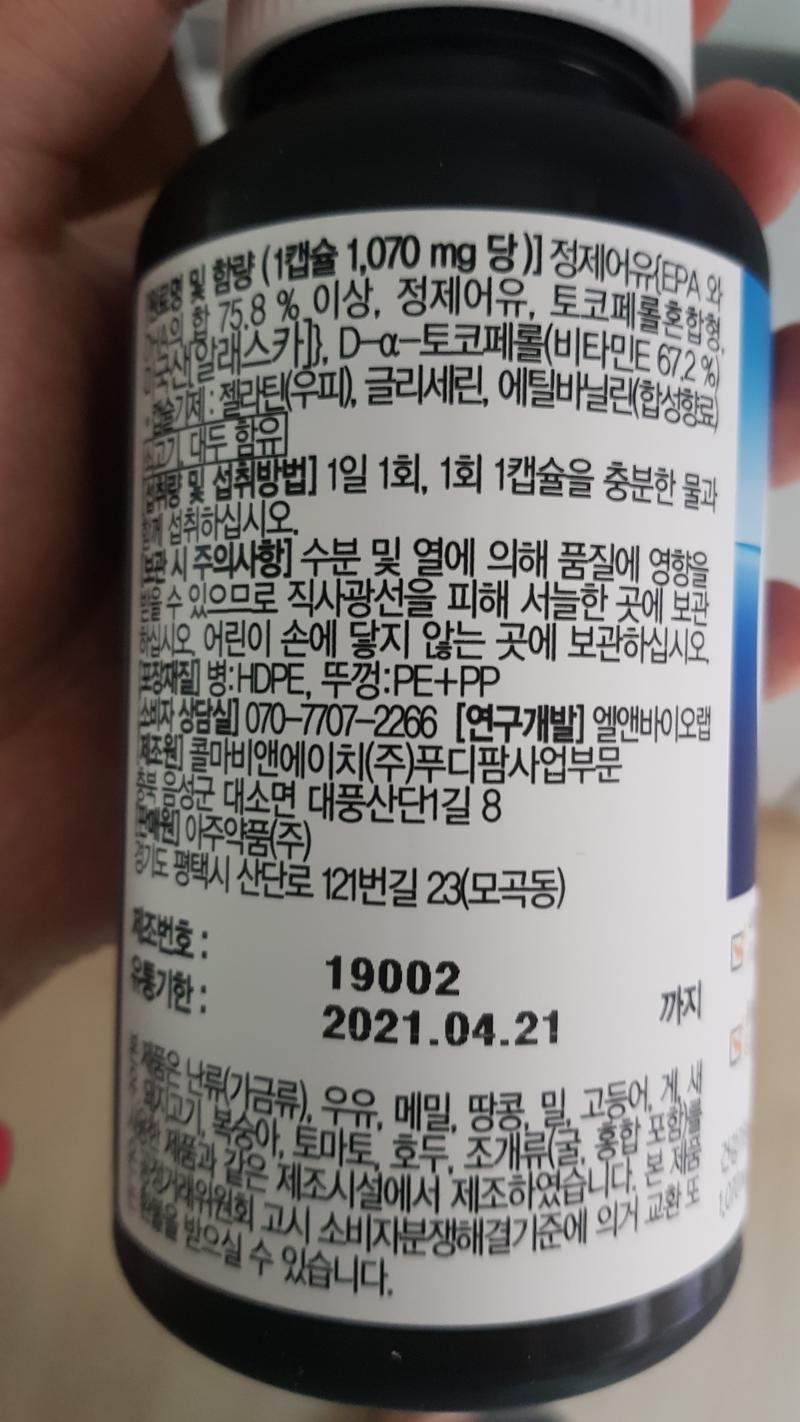 [원료명 및 함량 (1캡슐 1,070 mg 당)] 정제어유{EPA 와
DHA의 합 75.8 % 이상, 정제어유, 토코페롤혼합형,
미국산[알래스카]}, D-α-토코페롤(비타민E 67.2 %)
· 캡슐기제 : 젤라틴(우피), 글리세린, 에틸바닐린(합성향료)
쇠고기, 대두 함유
[섭취량 및 섭취방법] 1일 1회, 1회 1캡슐을 충분한 물과
함께 섭취하십시오.
[보관 시 주의사항] 수분 및 열에 의해 품질에 영향을
받을 수 있으므로 직사광선을 피해 서늘한 곳에 보관
하십시오. 어린이 손에 닿지 않는 곳에 보관하십시오.
[포장재질] 병:HDPE, 뚜껑:PE+PP
[소비자 상담실] 070-7707-2266 [연구개발] 엘앤바이오랩
[제조원] 콜마비앤에이치(주)푸디팜사업부문
충북 음성군 대소면 대풍산단1길 8
[판매원] 아주약품(주)
경기도 평택시 산단로 121번길 23(모곡동)
제조번호 : 19002
유통기한 : 2021.04.21 까지
본 제품은 난류(가금류), 우유, 메밀, 땅콩, 밀, 고등어, 게, 새
돼지고기, 복숭아, 토마토, 호두, 조개류(굴, 홍합 포함)를
사용한 제품과 같은 제조시설에서 제조하였습니다. 본 제품
은 공정거래위원회 고시 소비자분쟁해결기준에 의거 교환 또
는 환불을 받으실 수 있습니다.